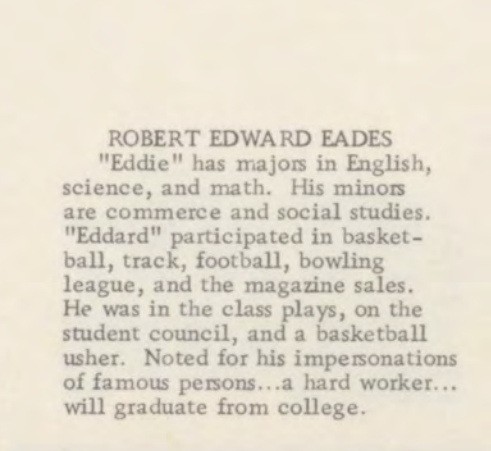 ROBERT EDWARD EADES
"Eddie" has majors in English,
science, and math. His minors
are commerce and social studies.
"Eddard" participated in basket-
ball, track, football, bowling
league, and the magazine sales.
He was in the class plays, on the
student council, and a basketball
usher. Noted for his impersonations
of famous persons...a hard worker...
will graduate from college.